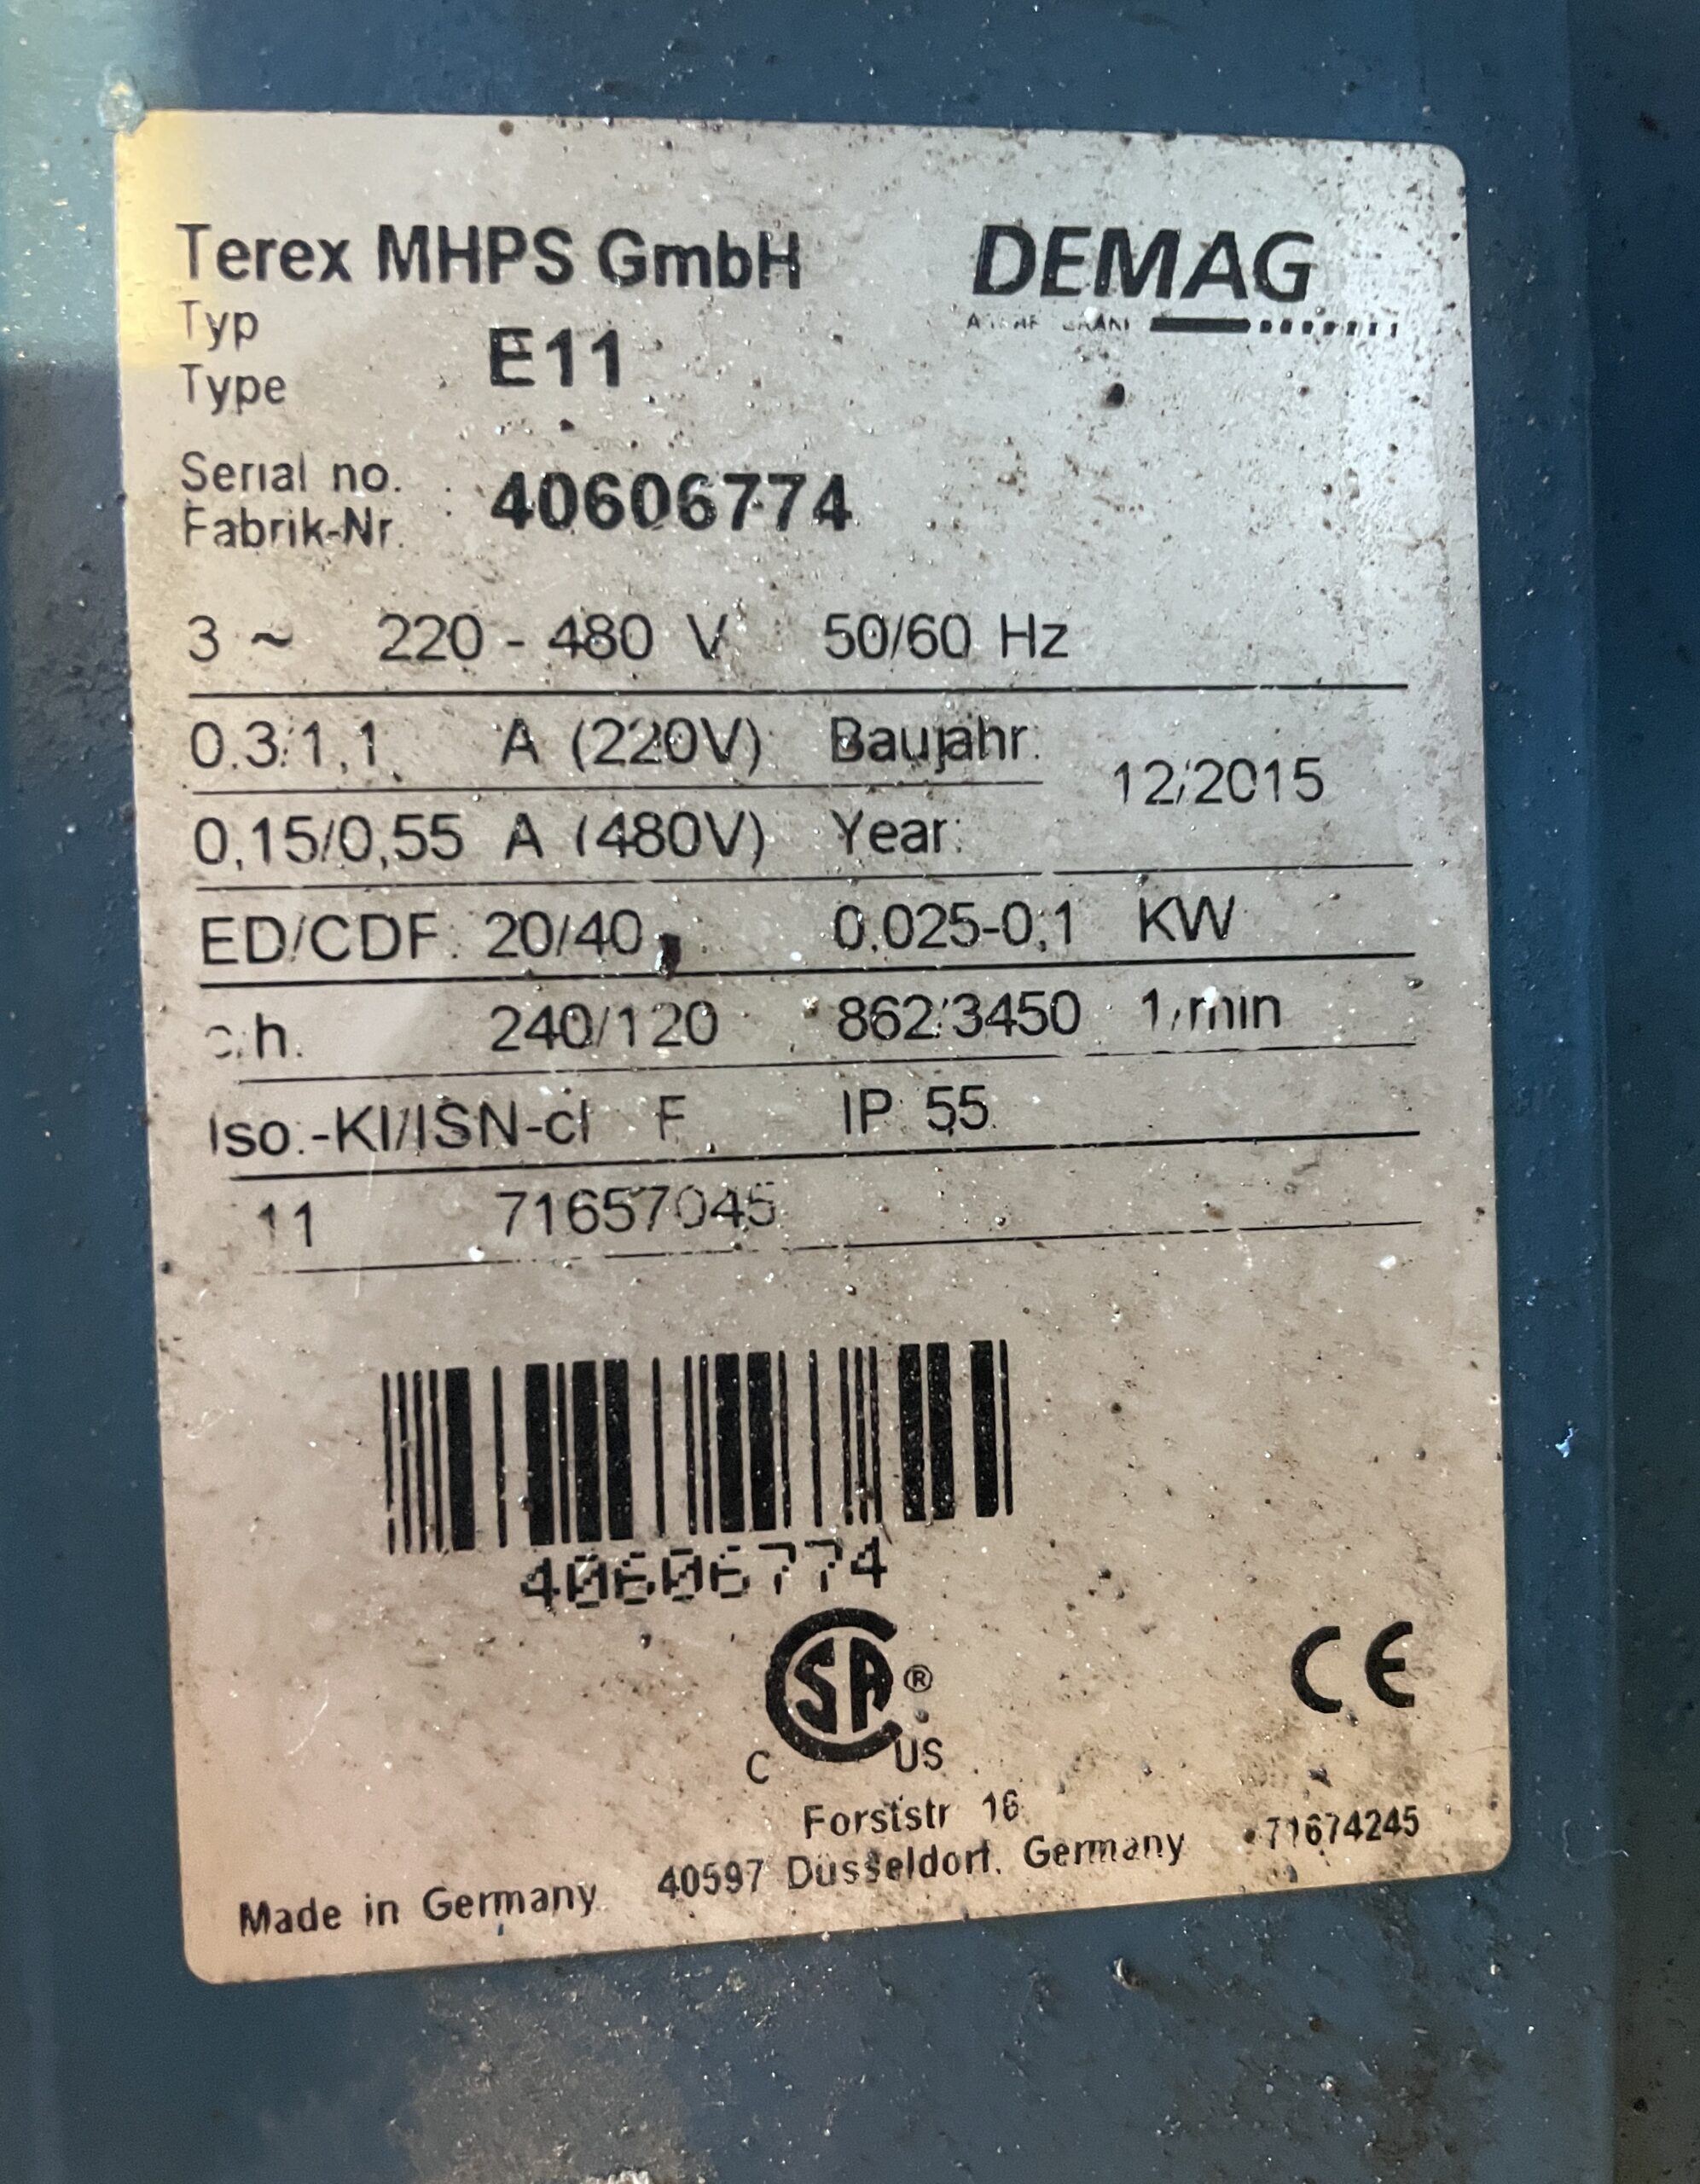 Terex MHPS GmbH
DEMAG
Typ
Type
E11
Serial no.
Fabrik-Nr.
40606774
3 ~ 220 - 480 V 50/60 Hz
0,3/1,1 A (220V) Baujahr:
12/2015
0,15/0,55 A (480V) Year:
ED/CDF: 20/40 0,025-0,1 KW
c/h. 240/120 862/3450 1/min
Iso.-Kl/ISN-cl F IP 55
11 71657045
40606774
CSA®
C US
CE
Forststr 16
40597 Düsseldorf, Germany
71674245
Made in Germany